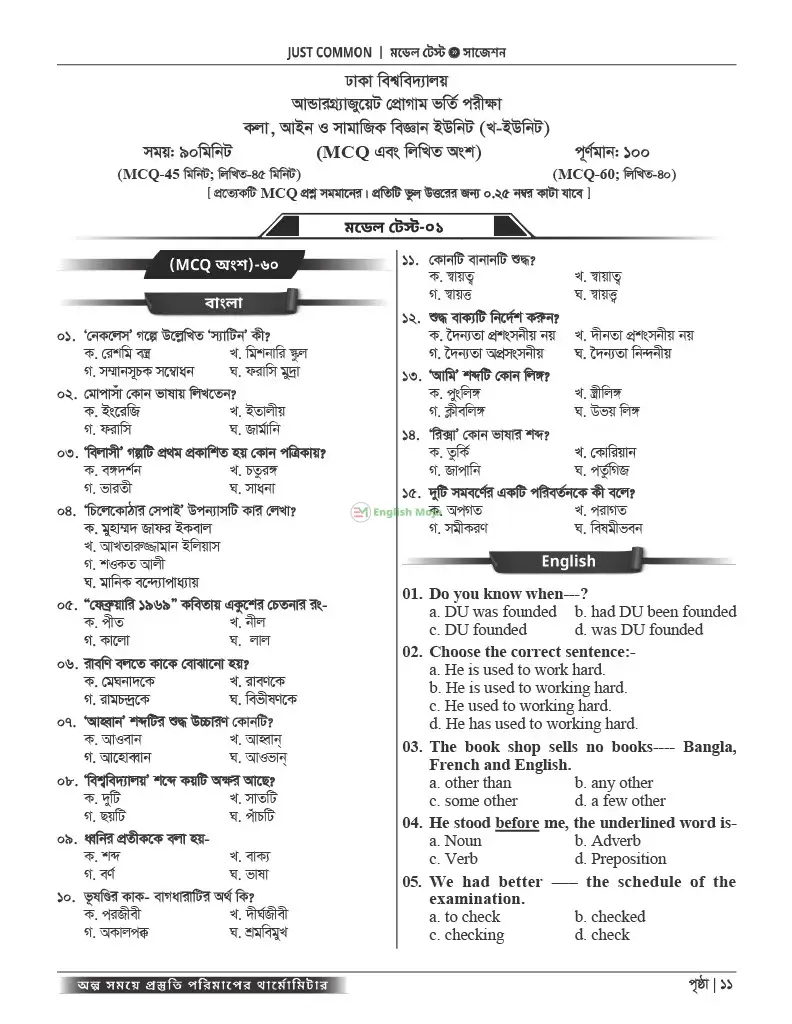 JUST COMMON | মডেল টেস্ট সাজেশন
ঢাকা বিশ্ববিদ্যালয়
আন্ডারগ্র্যাজুয়েট প্রোগাম ভর্তি পরীক্ষা
কলা, আইন ও সামাজিক বিজ্ঞান ইউনিট (খ-ইউনিট)
সময়: ৯০মিনিট (MCQ এবং লিখিত অংশ) পূর্ণমান: ১০০
(MCQ-45 মিনিট; লিখিত-৪৫ মিনিট) (MCQ-60; লিখিত-৪০)
[ প্রত্যেকটি MCQ প্রশ্ন সমমানের। প্রতিটি ভুল উত্তরের জন্য ০.২৫ নম্বর কাটা যাবে ]
মডেল টেস্ট-০১
(MCQ অংশ)-৬০
বাংলা
০১. ‘নেকলেস’ গল্পে উল্লেখিত ‘স্যাটিন’ কী?
ক. রেশমি বস্ত্র খ. মিশনারি স্কুল
গ. সম্মানসূচক সম্বোধন ঘ. ফরাসি মুদ্রা
০২. মোপাসাঁ কোন ভাষায় লিখতেন?
ক. ইংরেজি খ. ইতালীয়
গ. ফরাসি ঘ. জার্মানি
০৩. ‘বিলাসী’ গল্পটি প্রথম প্রকাশিত হয় কোন পত্রিকায়?
ক. বঙ্গদর্শন খ. চতুরঙ্গ
গ. ভারতী ঘ. সাধনা
০৪. ‘চিলেকোঠার সেপাই’ উপন্যাসটি কার লেখা?
ক. মুহাম্মদ জাফর ইকবাল
খ. আখতারুজ্জামান ইলিয়াস
গ. শওকত আলী
ঘ. মানিক বন্দ্যোপাধ্যায়
০৫. “ফেব্রুয়ারি ১৯৬৯” কবিতায় একুশের চেতনার রং-
ক. পীত খ. নীল
গ. কালো ঘ. লাল
০৬. রাবণি বলতে কাকে বোঝানো হয়?
ক. মেঘনাদকে খ. রাবণকে
গ. রামচন্দ্রকে ঘ. বিভীষণকে
০৭. ‘আহ্বান’ শব্দটির শুদ্ধ উচ্চারণ কোনটি?
ক. আওবান খ. আহ্বান্
গ. আহোব্বান ঘ. আওভান্
০৮. ‘বিশ্ববিদ্যালয়’ শব্দে কয়টি অক্ষর আছে?
ক. দুটি খ. সাতটি
গ. ছয়টি ঘ. পাঁচটি
০৯. ধ্বনির প্রতীককে বলা হয়-
ক. শব্দ খ. বাক্য
গ. বর্ণ ঘ. ভাষা
১০. ভূষণ্ডির কাক- বাগধারাটির অর্থ কি?
ক. পরজীবী খ. দীর্ঘজীবী
গ. অকালপক্ক ঘ. শ্রমবিমুখ
১১. কোনটি বানানটি শুদ্ধ?
ক. স্বায়ত্ব খ. স্বায়াত্ব
গ. স্বায়ত্ত ঘ. স্বায়ত্ত্ব
১২. শুদ্ধ বাক্যটি নির্দেশ করুন?
ক. দৈন্যতা প্রশংসনীয় নয় খ. দীনতা প্রশংসনীয় নয়
গ. দৈন্যতা অপ্রসংসনীয় ঘ. দৈন্যতা নিন্দনীয়
১৩. ‘আমি’ শব্দটি কোন লিঙ্গ?
ক. পুংলিঙ্গ খ. স্ত্রীলিঙ্গ
গ. ক্লীবলিঙ্গ ঘ. উভয় লিঙ্গ
১৪. ‘রিক্সা’ কোন ভাষার শব্দ?
ক. তুর্কি খ. কোরিয়ান
গ. জাপানি ঘ. পর্তুগিজ
১৫. দুটি সমবর্ণের একটি পরিবর্তনকে কী বলে?
ক. অপগত খ. পরাগত
গ. সমীকরণ ঘ. বিষমীভবন
English Moja
English
01. Do you know when---?
a. DU was founded b. had DU been founded
c. DU founded d. was DU founded
02. Choose the correct sentence:-
a. He is used to work hard.
b. He is used to working hard.
c. He used to working hard.
d. He has used to working hard.
03. The book shop sells no books---- Bangla,
French and English.
a. other than b. any other
c. some other d. a few other
04. He stood before me, the underlined word is-
a. Noun b. Adverb
c. Verb d. Preposition
05. We had better —– the schedule of the
examination.
a. to check b. checked
c. checking d. check
অল্প সময়ে প্রস্তুতি পরিমাপের থার্মোমিটার
পৃষ্ঠা | ১১